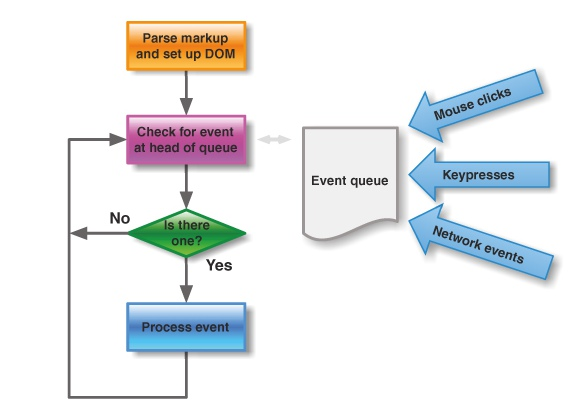 Parse markup
and set up DOM
Check for event
at head of queue
Is there
one?
No
Yes
Process event
Event queue
Mouse clicks
Keypresses
Network events